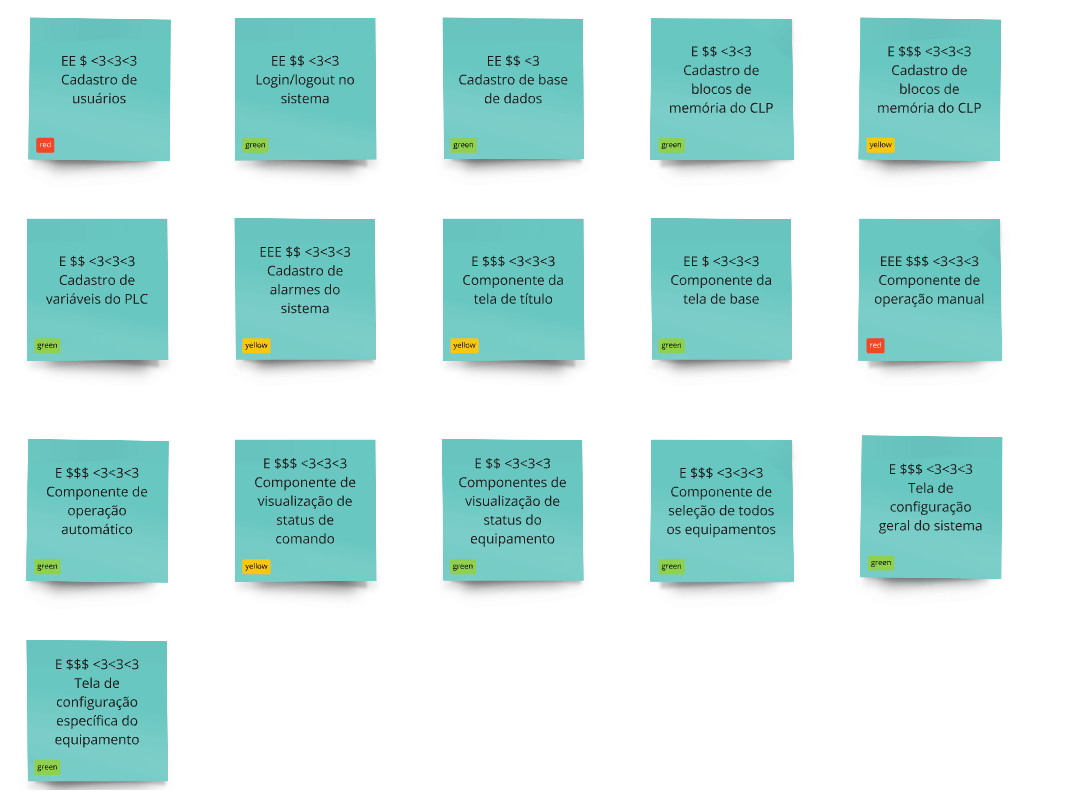 EE $ <3<3<3
Cadastro de
usuários
red
EE $$ <3<3
Login/logout no
sistema
green
EE $$ <3
Cadastro de base
de dados
green
E $$ <3<3
Cadastro de
blocos de
memória do CLP
green
E $$$ <3<3<3
Cadastro de
blocos de
memória do CLP
yellow
E $$ <3<3<3
Cadastro de
variáveis do PLC
green
EEE $$ <3<3<3
Cadastro de
alarmes do
sistema
yellow
E $$$ <3<3<3
Componente da
tela de título
yellow
EE $ <3<3<3
Componente da
tela de base
green
EEE $$$ <3<3<3
Componente de
operação manual
red
E $$$ <3<3<3
Componente de
operação
automático
green
E $$$ <3<3<3
Componente de
visualização de
status de
comando
yellow
E $$ <3<3<3
Componentes de
visualização de
status do
equipamento
green
E $$$ <3<3<3
Componente de
seleção de todos
os equipamentos
green
E $$$ <3<3<3
Tela de
configuração
geral do sistema
green
E $$$ <3<3<3
Tela de
configuração
específica do
equipamento
green